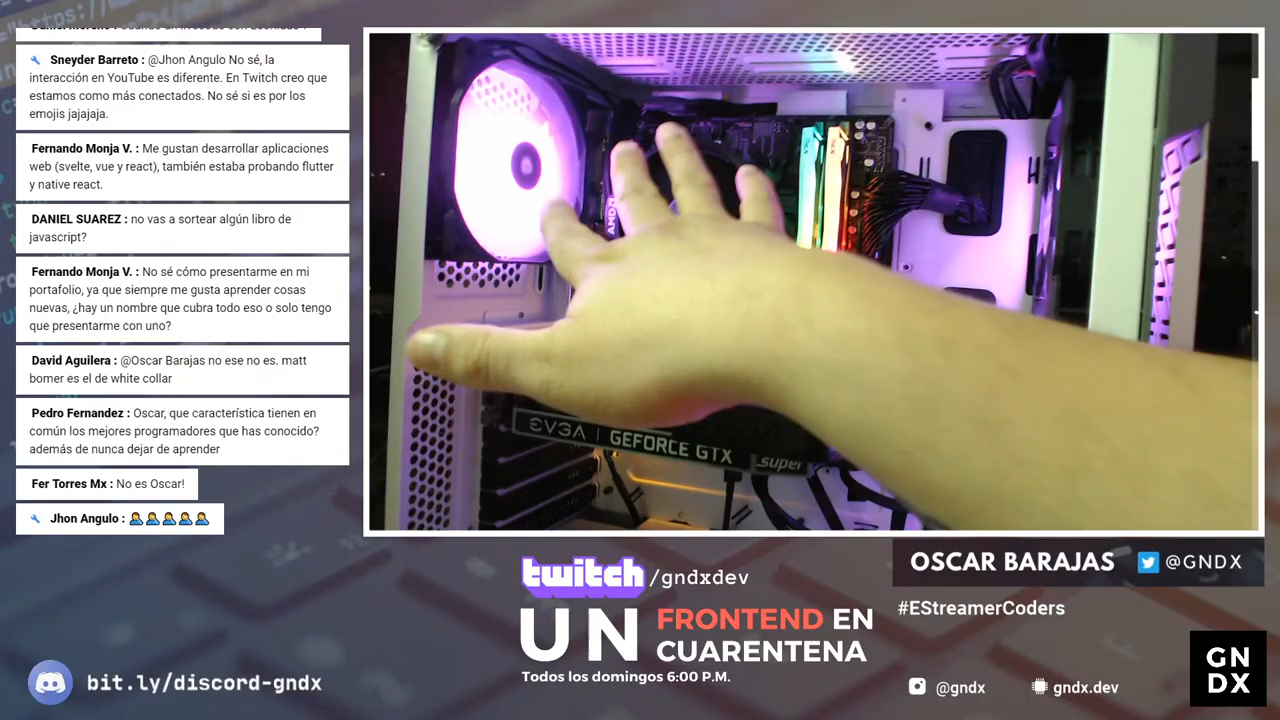 Sneyder Barreto : @Jhon Angulo No sé, la
interacción en YouTube es diferente. En Twitch creo que
estamos como más conectados. No sé si es por los
emojis jajajaja.
Fernando Monja V. : Me gustan desarrollar aplicaciones
web (svelte, vue y react), también estaba probando flutter
y native react.
DANIEL SUAREZ : no vas a sortear algún libro de
javascript?
Fernando Monja V. : No sé cómo presentarme en mi
portafolio, ya que siempre me gusta aprender cosas
nuevas, ¿hay un nombre que cubra todo eso o solo tengo
que presentarme con uno?
David Aguilera : @Oscar Barajas no ese no es. matt
bomer es el de white collar
Pedro Fernandez : Oscar, que característica tienen en
común los mejores programadores que has conocido?
además de nunca dejar de aprender
Fer Torres Mx : No es Oscar!
Jhon Angulo : 🤦‍♂️🤦‍♂️🤦‍♂️🤦‍♂️🤦‍♂️
AMD
EVGA | GEFORCE GTX SUPER
twitch/gndxdev
UN FRONTEND EN
CUARENTENA
Todos los domingos 6:00 P.M.
OSCAR BARAJAS @GNDX
#EStreamerCoders
bit.ly/discord-gndx
@gndx gndx.dev
GN
DX